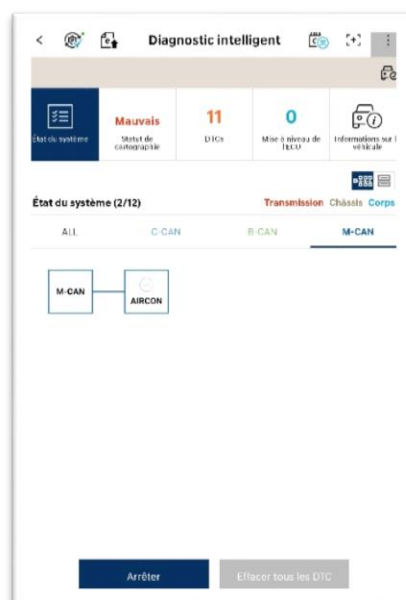 Diagnostic intelligent
Mauvais
11
0
État du système
Statut de
cartographie
DTCs
Mise à niveau de
l'ECU
Informations sur l
véhicule
État du système (2/12)
Transmission Châssis Corps
ALL
C-CAN
B-CAN
M-CAN
M-CAN
AIRCON
Arrêter
Effacer tous les DTC